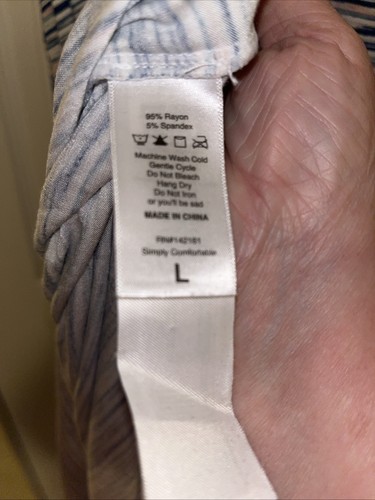 95% Rayon
5% Spandex
Machine Wash Cold
Gentle Cycle
Do Not Bleach
Hang Dry
Do Not Iron
or you'll be sad
MADE IN CHINA
RN#142161
Simply Comfortable
L